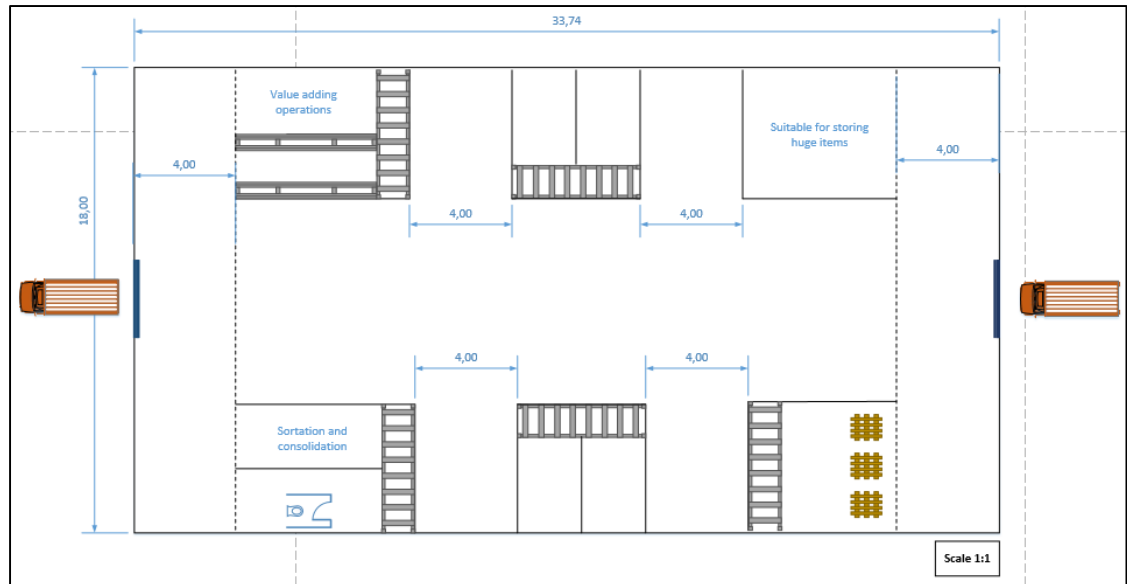 33,74
Value adding
operations
Suitable for storing
huge items
4,00
4,00
18,00
4,00
4,00
4,00
4,00
Sortation and
consolidation
Scale 1:1